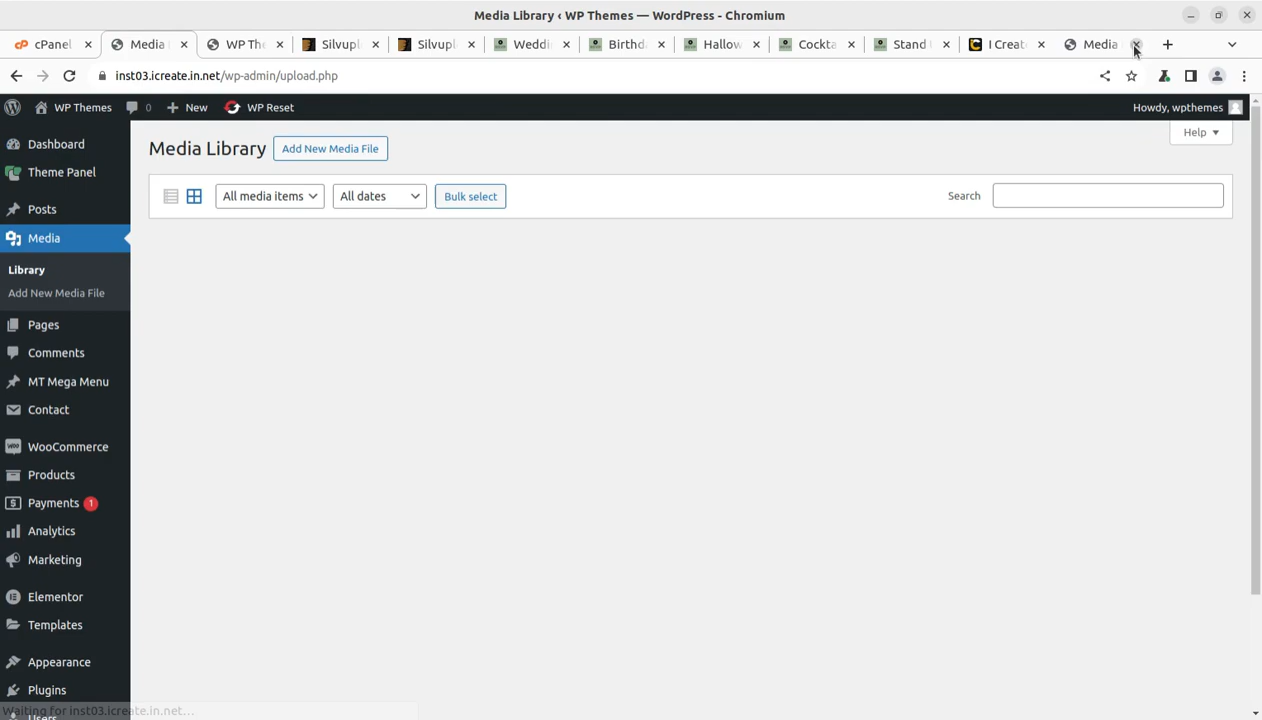 Media Library ‹ WP Themes — WordPress - Chromium
cPanel
Media
WP The
Silvupl
Silvupl
Weddi
Birthd
Hallow
Cockta
Stand
I Creat
Media
inst03.icreate.in.net/wp-admin/upload.php
WP Themes 0 New WP Reset Howdy, wpthemes
Help
Media Library Add New Media File
All media items All dates Bulk select Search
Dashboard
Theme Panel
Posts
Media
Library
Add New Media File
Pages
Comments
MT Mega Menu
Contact
WooCommerce
Products
Payments 1
Analytics
Marketing
Elementor
Templates
Appearance
Plugins
Users
Waiting for inst03.icreate.in.net...